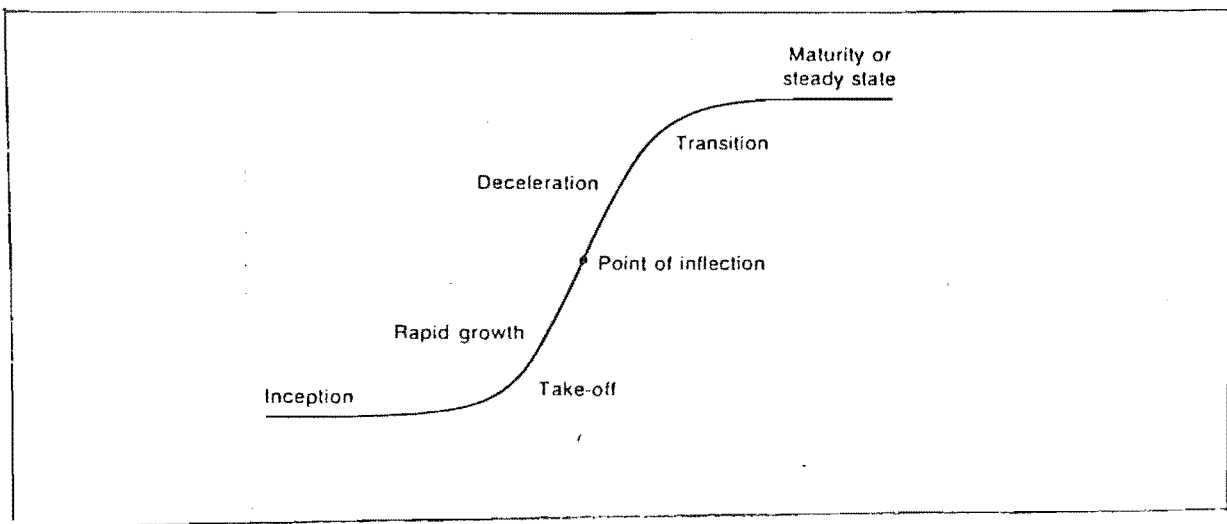 Maturity or
steady state
Transition
Deceleration
Point of inflection
Rapid growth
Take-off
Inception